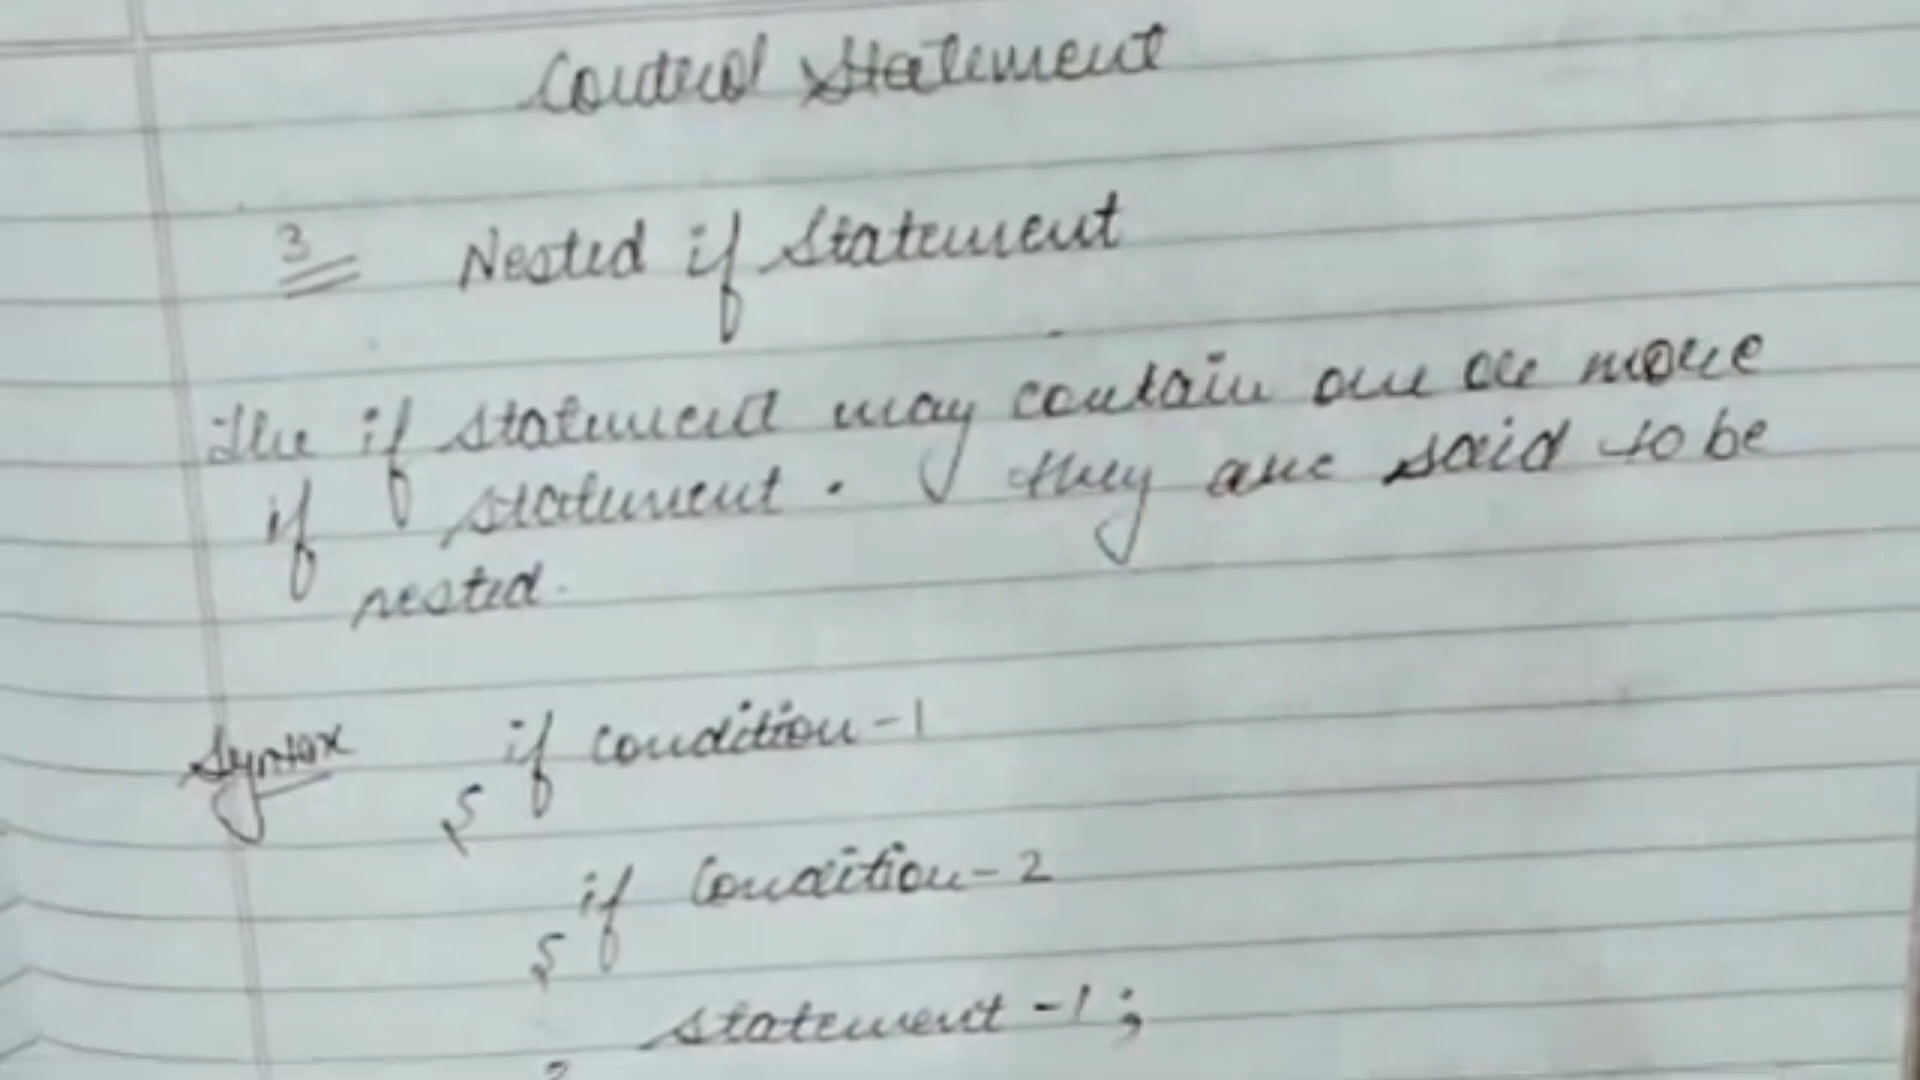 Control Statement
3 Nested if Statement
The if statement may contain one or more
if statement. they are said to be
nested.
Syntax if condition-1
{
if Condition-2
{
statement-1;